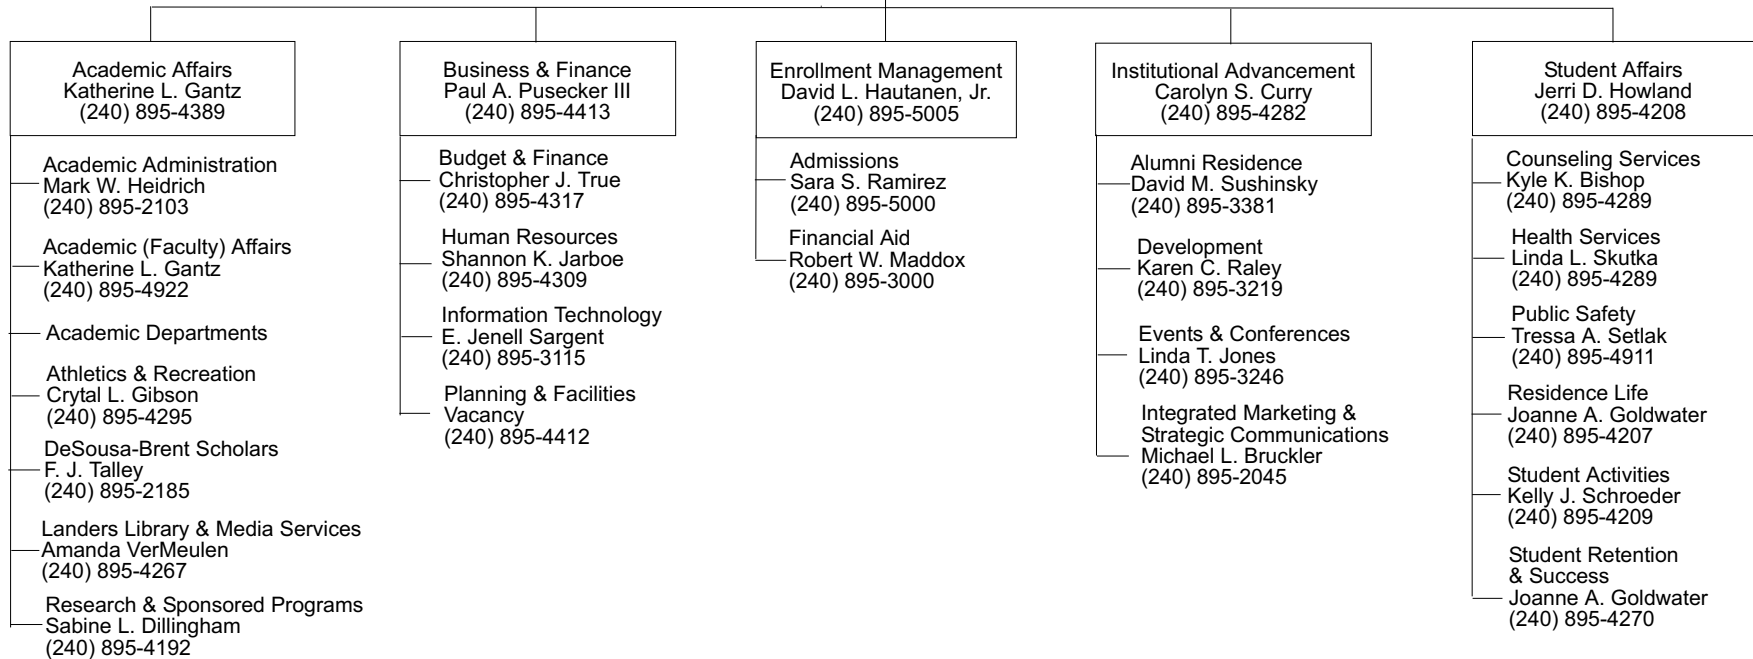 Academic Affairs
Katherine L. Gantz
(240) 895-4389
Academic Administration
Mark W. Heidrich
(240) 895-2103
Academic (Faculty) Affairs
Katherine L. Gantz
(240) 895-4922
Academic Departments
Athletics & Recreation
Crytal L. Gibson
(240) 895-4295
DeSousa-Brent Scholars
F. J. Talley
(240) 895-2185
Landers Library & Media Services
Amanda VerMeulen
(240) 895-4267
Research & Sponsored Programs
Sabine L. Dillingham
(240) 895-4192
Business & Finance
Paul A. Pusecker III
(240) 895-4413
Budget & Finance
Christopher J. True
(240) 895-4317
Human Resources
Shannon K. Jarboe
(240) 895-4309
Information Technology
E. Jenell Sargent
(240) 895-3115
Planning & Facilities
Vacancy
(240) 895-4412
Enrollment Management
David L. Hautanen, Jr.
(240) 895-5005
Admissions
Sara S. Ramirez
(240) 895-5000
Financial Aid
Robert W. Maddox
(240) 895-3000
Institutional Advancement
Carolyn S. Curry
(240) 895-4282
Alumni Residence
David M. Sushinsky
(240) 895-3381
Development
Karen C. Raley
(240) 895-3219
Events & Conferences
Linda T. Jones
(240) 895-3246
Integrated Marketing &
Strategic Communications
Michael L. Bruckler
(240) 895-2045
Student Affairs
Jerri D. Howland
(240) 895-4208
Counseling Services
Kyle K. Bishop
(240) 895-4289
Health Services
Linda L. Skutka
(240) 895-4289
Public Safety
Tressa A. Setlak
(240) 895-4911
Residence Life
Joanne A. Goldwater
(240) 895-4207
Student Activities
Kelly J. Schroeder
(240) 895-4209
Student Retention
& Success
Joanne A. Goldwater
(240) 895-4270